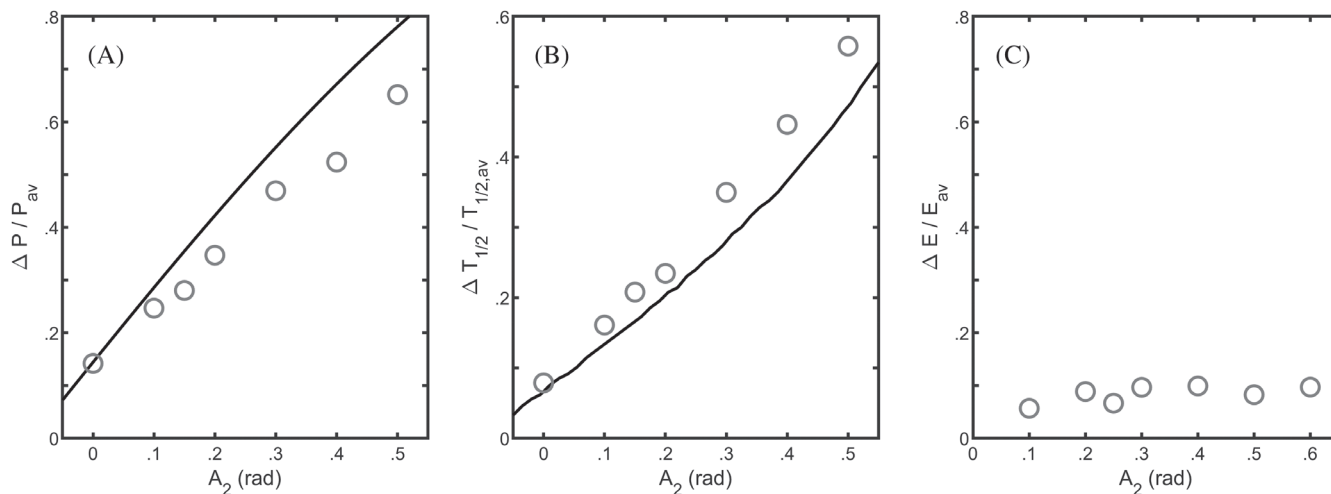 (A)
.8
.6
.4
.2
0
Δ P / P_av
0 .1 .2 .3 .4 .5
A_2 (rad)
(B)
.6
.4
.2
0
Δ T_1/2 / T_1/2,av
0 .1 .2 .3 .4 .5
A_2 (rad)
(C)
.8
.6
.4
.2
0
Δ E / E_av
0 .1 .2 .3 .4 .5 .6
A_2 (rad)